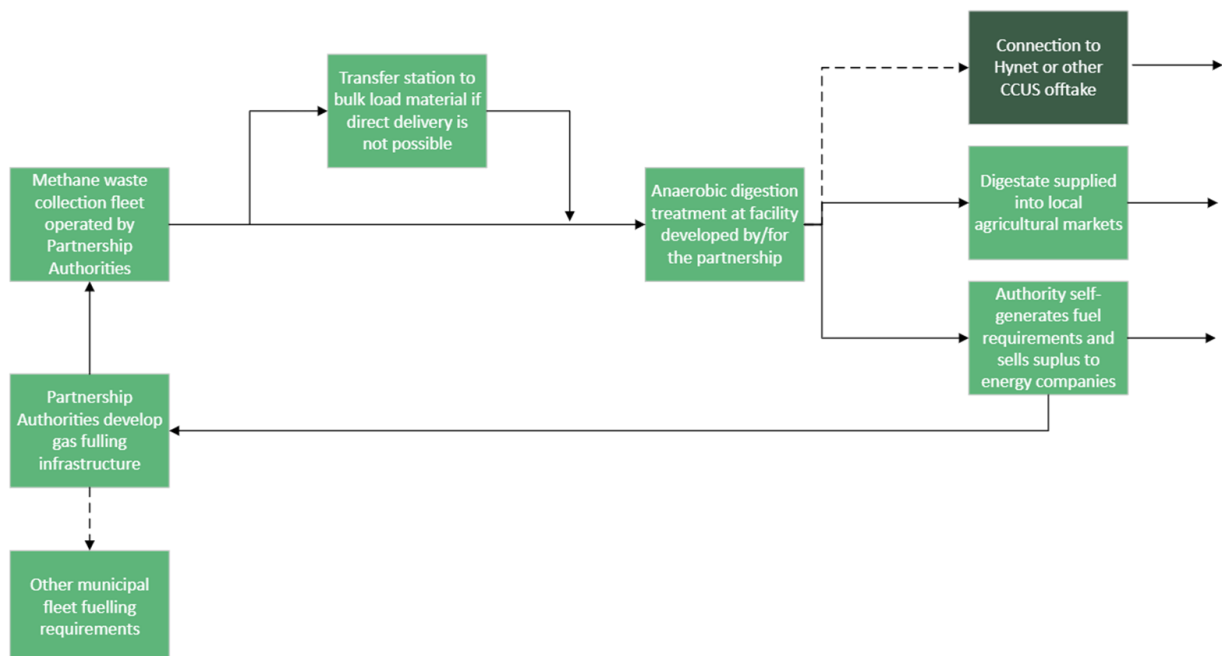 Connection to
Hynet or other
CCUS offtake
Transfer station to
bulk load material if
direct delivery is
not possible
Methane waste
collection fleet
operated by
Partnership
Authorities
Anaerobic digestion
treatment at facility
developed by/for
the partnership
Digestate supplied
into local
agricultural markets
Authority self-
generates fuel
requirements and
sells suplus to
energy companies
Partnership
Authorities develop
gas fulling
infrastructure
Other municipal
fleet fuelling
requirements